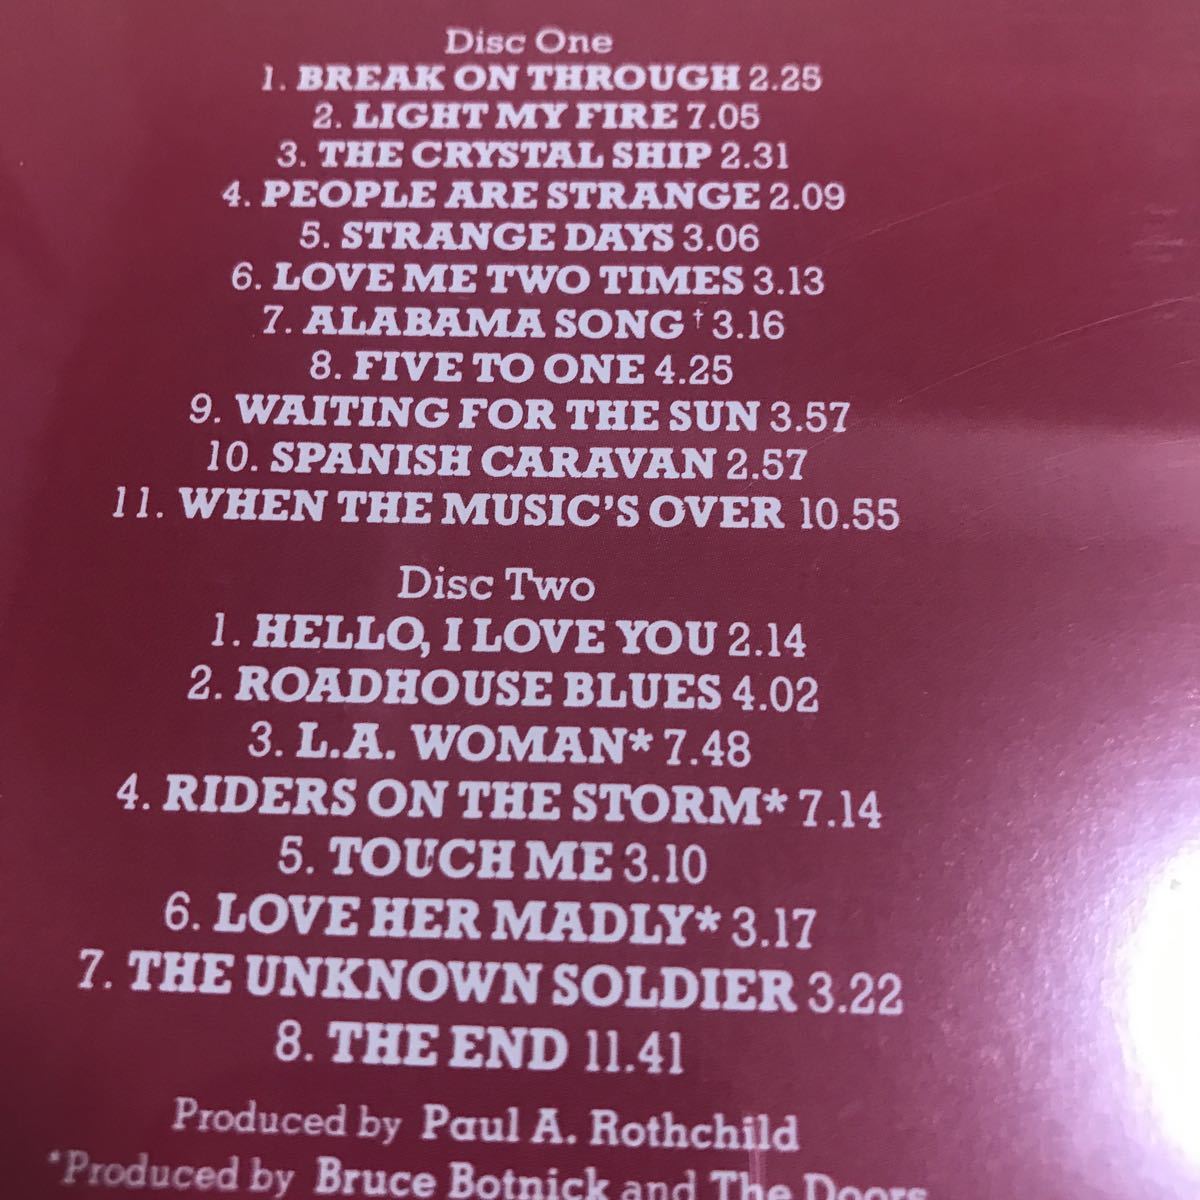 Disc One
1. BREAK ON THROUGH 2.25
2. LIGHT MY FIRE 7.05
3. THE CRYSTAL SHIP 2.31
4. PEOPLE ARE STRANGE 2.09
5. STRANGE DAYS 3.06
6. LOVE ME TWO TIMES 3.13
7. ALABAMA SONG † 3.16
8. FIVE TO ONE 4.25
9. WAITING FOR THE SUN 3.57
10. SPANISH CARAVAN 2.57
11. WHEN THE MUSIC'S OVER 10.55
Disc Two
1. HELLO, I LOVE YOU 2.14
2. ROADHOUSE BLUES 4.02
3. L.A. WOMAN* 7.48
4. RIDERS ON THE STORM* 7.14
5. TOUCH ME 3.10
6. LOVE HER MADLY* 3.17
7. THE UNKNOWN SOLDIER 3.22
8. THE END 11.41
Produced by Paul A. Rothchild
*Produced by Bruce Botnick and The Doors